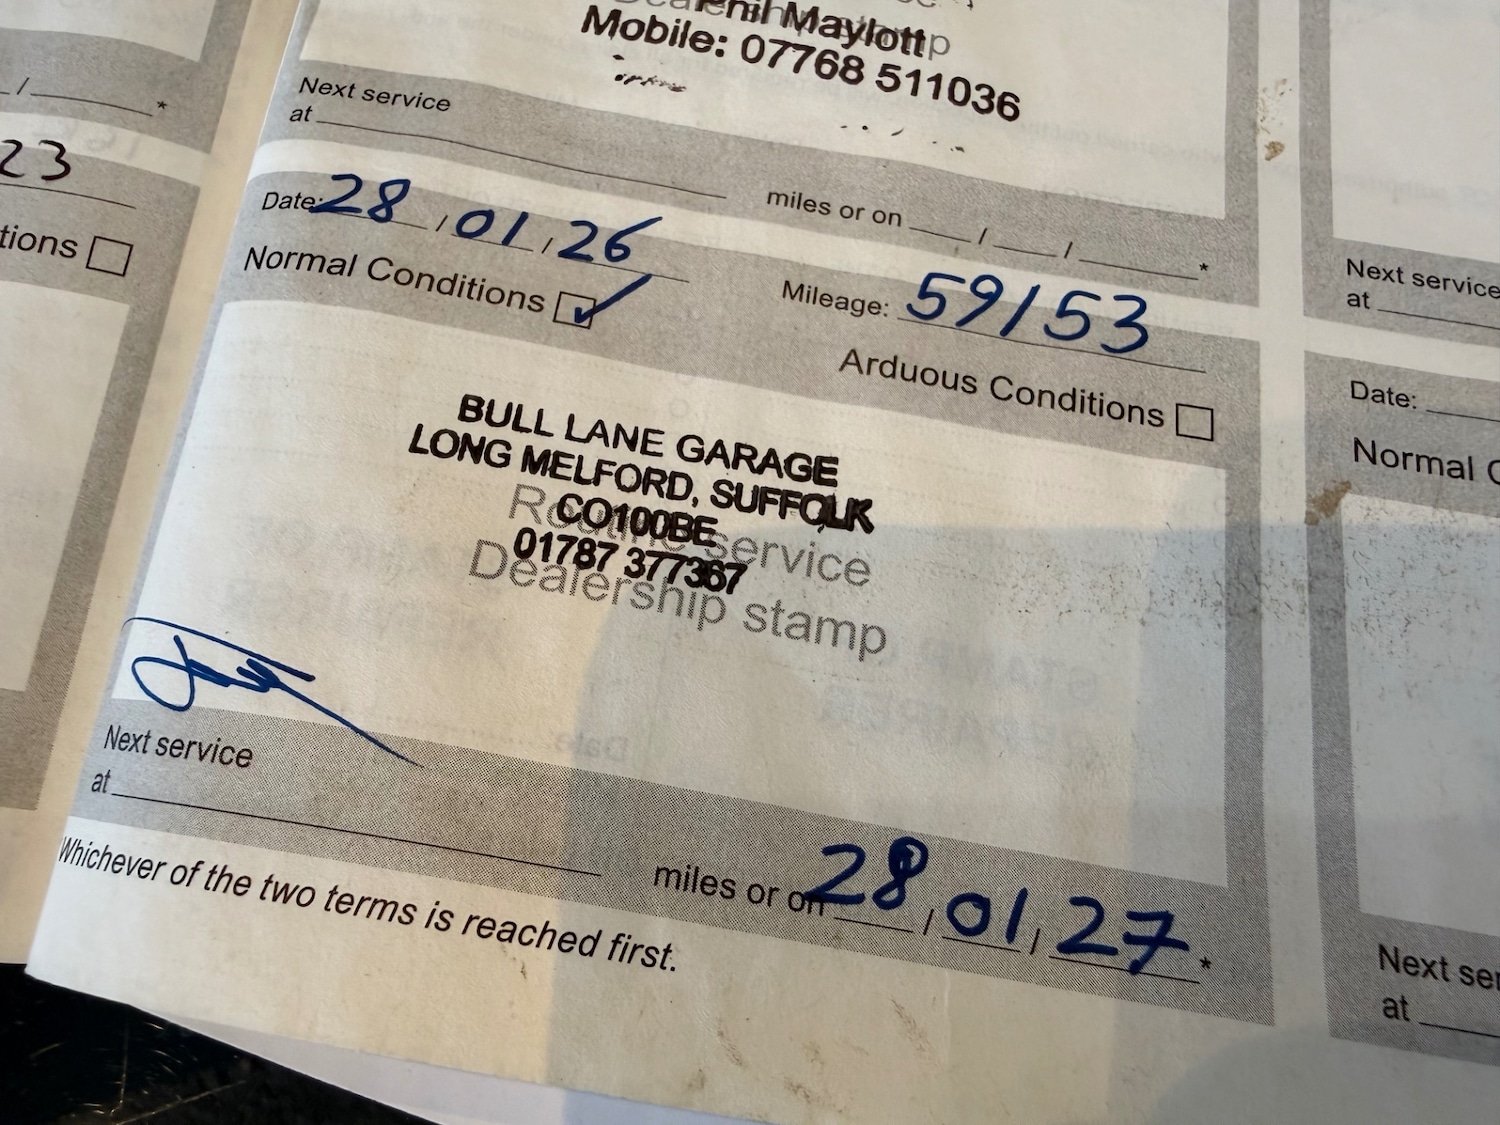 Phil Maylott
Mobile: 07768 511036
Next service
at
miles or on / / *
/ *
23
tions
Date: 28 / 01 / 26
Mileage: 59153
Normal Conditions ✓
Arduous Conditions
BULL LANE GARAGE
LONG MELFORD, SUFFOLK
CO100BE
01787 377367
Routine service
Dealership stamp
Next service
at
miles or on 28 / 01 / 27 *
Whichever of the two terms is reached first.
Next service
at
Date:
Normal C
Next ser
at